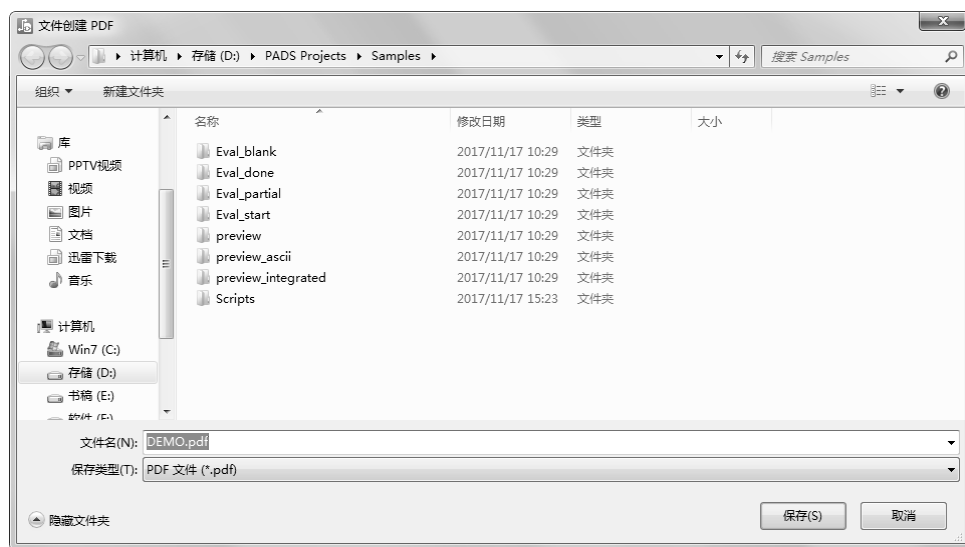 文件创建 PDF
计算机 存储 (D:) PADS Projects Samples
搜索 Samples
组织 新建文件夹
名称 修改日期 类型 大小
库
PPTV视频
视频
图片
文档
迅雷下载
音乐
计算机
Win7 (C:)
存储 (D:)
书稿 (E:)
软件 (F:)
Eval_blank 2017/11/17 10:29 文件夹
Eval_done 2017/11/17 10:29 文件夹
Eval_partial 2017/11/17 10:29 文件夹
Eval_start 2017/11/17 10:29 文件夹
preview 2017/11/17 10:29 文件夹
preview_ascii 2017/11/17 10:29 文件夹
preview_integrated 2017/11/17 10:29 文件夹
Scripts 2017/11/17 15:23 文件夹
文件名(N): DEMO.pdf
保存类型(T): PDF 文件 (*.pdf)
隐藏文件夹
保存(S) 取消